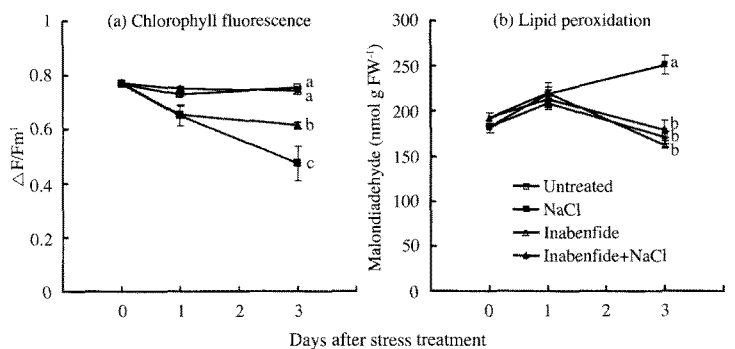 (a) Chlorophyll fluorescence
1
0.8
0.6
0.4
0.2
0
△F/Fm¹
a
a
b
c
0
1
2
3
(b) Lipid peroxidation
300
250
200
150
100
50
0
Malondiadehyde (nmol g FW⁻¹)
a
b
b
b
Untreated
NaCl
Inabenfide
Inabenfide+NaCl
0
1
2
3
Days after stress treatment